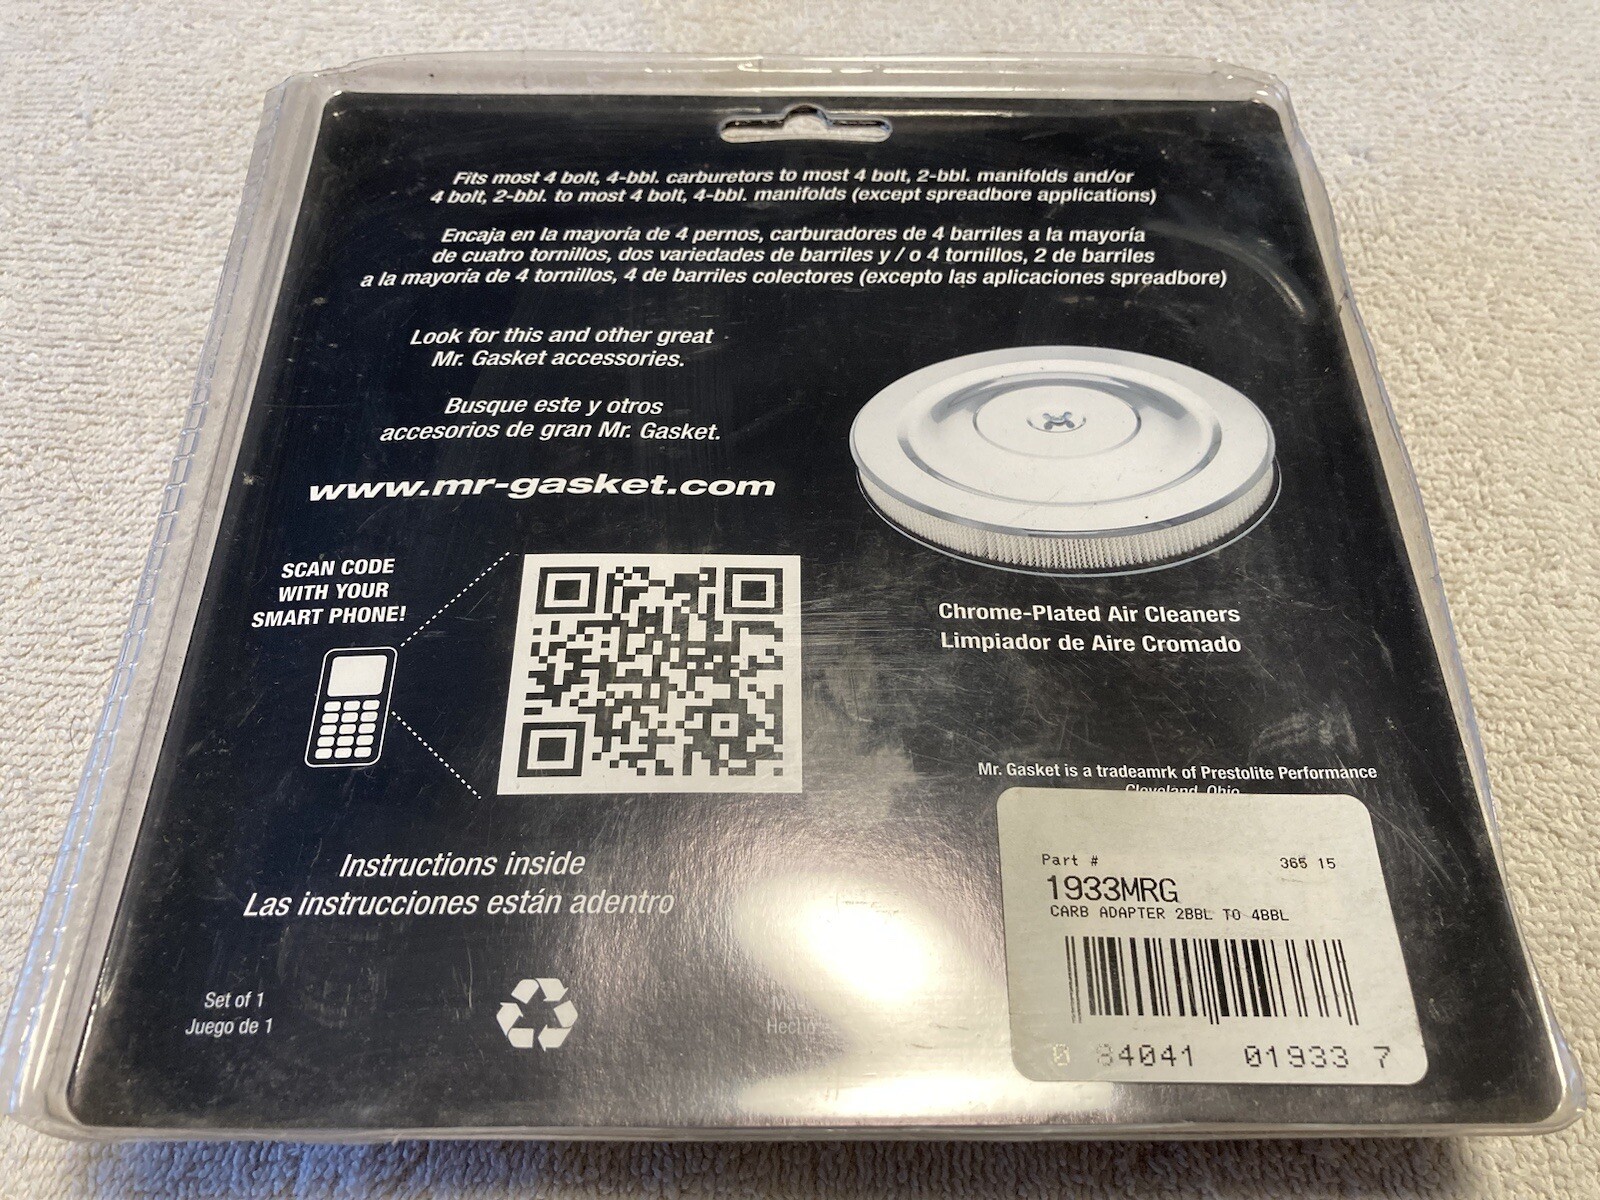 Fits most 4 bolt, 4-bbl. carburetors to most 4 bolt, 2-bbl. manifolds and/or
4 bolt, 2-bbl. to most 4 bolt, 4-bbl. manifolds (except spreadbore applications)
Encaja en la mayoría de 4 pernos, carburadores de 4 barriles a la mayoría
de cuatro tornillos, dos variedades de barriles y / o 4 tornillos, 2 de barriles
a la mayoría de 4 tornillos, 4 de barriles colectores (excepto las aplicaciones spreadbore)
Look for this and other great
Mr. Gasket accessories.
Busque este y otros
accesorios de gran Mr. Gasket.
www.mr-gasket.com
SCAN CODE
WITH YOUR
SMART PHONE!
Chrome-Plated Air Cleaners
Limpiador de Aire Cromado
Mr. Gasket is a tradeamrk of Prestolite Performance
Cleveland, Ohio
Instructions inside
Las instrucciones están adentro
Set of 1
Juego de 1
Hecho
Part # 365 15
1933MRG
CARB ADAPTER 2BBL TO 4BBL
0 84041 01933 7